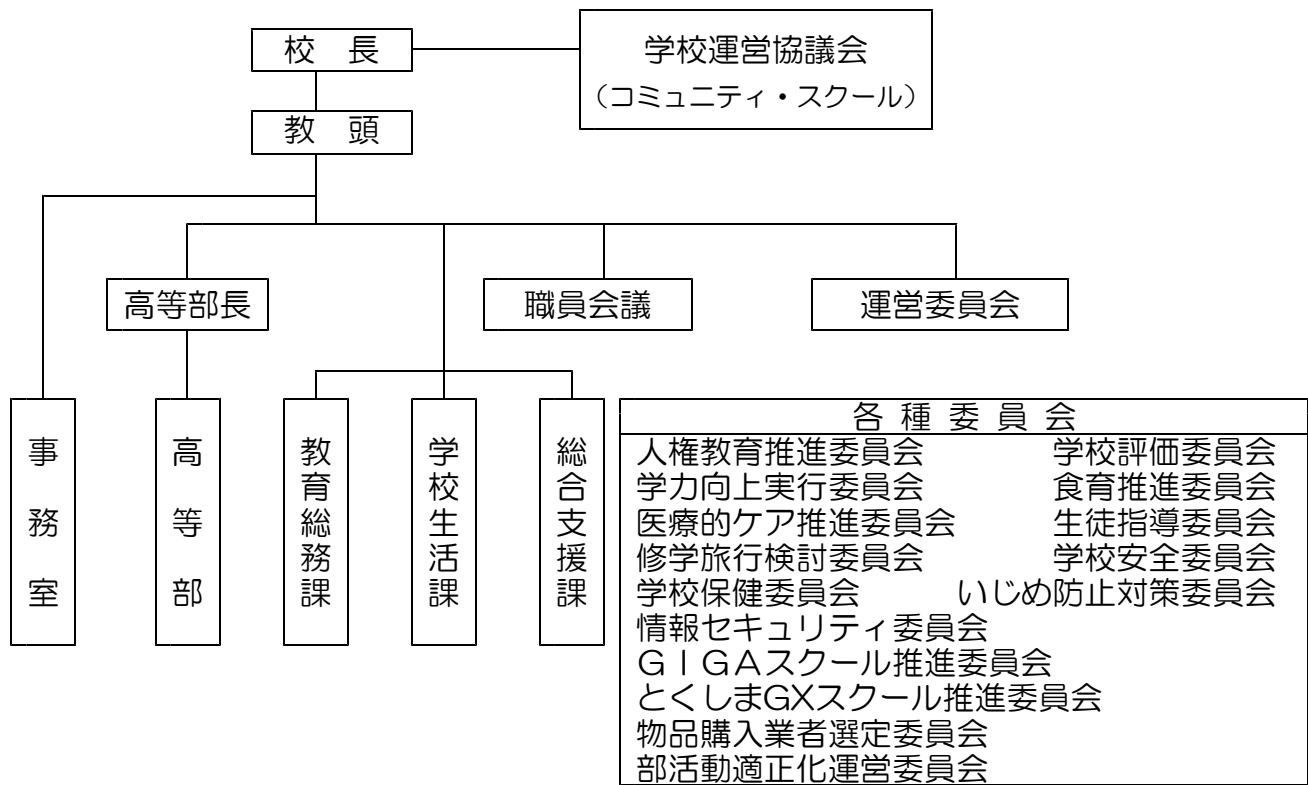 校　長
学校運営協議会
（コミュニティ・スクール）
教　頭
高等部長
職員会議
運営委員会
事務室
高等部
教育総務課
学校生活課
総合支援課
各種委員会
人権教育推進委員会　学校評価委員会
学力向上実行委員会　食育推進委員会
医療的ケア推進委員会　生徒指導委員会
修学旅行検討委員会　学校安全委員会
学校保健委員会　いじめ防止対策委員会
情報セキュリティ委員会
ＧＩＧＡスクール推進委員会
とくしまGXスクール推進委員会
物品購入業者選定委員会
部活動適正化運営委員会